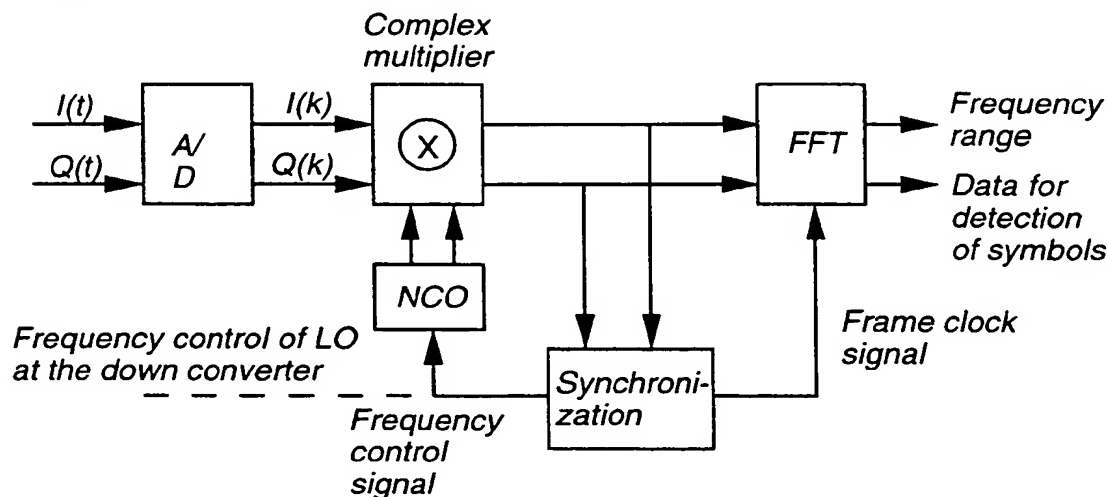 Complex
multiplier
I(t)
Q(t)
A/
D
I(k)
Q(k)
X
FFT
Frequency
range
Data for
detection
of symbols
NCO
Frequency control of LO
at the down converter
Frequency
control
signal
Synchroni-
zation
Frame clock
signal